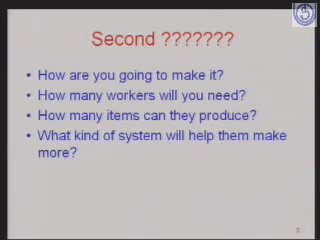 Second ???????
• How are you going to make it?
• How many workers will you need?
• How many items can they produce?
• What kind of system will help them make
more?